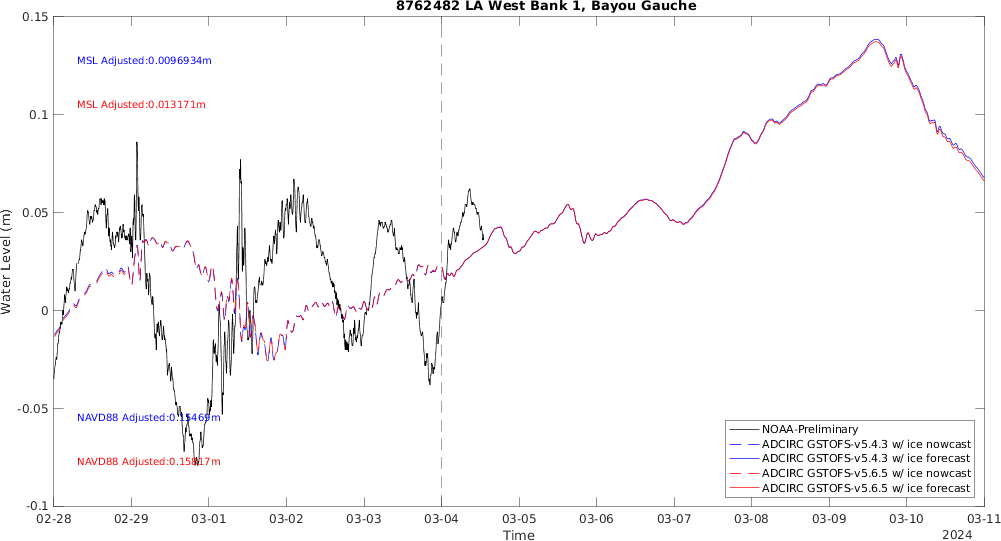 8762482 LA West Bank 1, Bayou Gauche
0.15
MSL Adjusted:0.0096934m
0.1
MSL Adjusted:0.013171m
0.05
Water Level (m)
0
-0.05
NAVD88 Adjusted:0.15469m
NAVD88 Adjusted:0.15817m
-0.1
NOAA-Preliminary
ADCIRC GSTOFS-v5.4.3 w/ ice nowcast
ADCIRC GSTOFS-v5.4.3 w/ ice forecast
ADCIRC GSTOFS-v5.6.5 w/ ice nowcast
ADCIRC GSTOFS-v5.6.5 w/ ice forecast
02-28 02-29 03-01 03-02 03-03 03-04 03-05 03-06 03-07 03-08 03-09 03-10 03-11
Time
2024